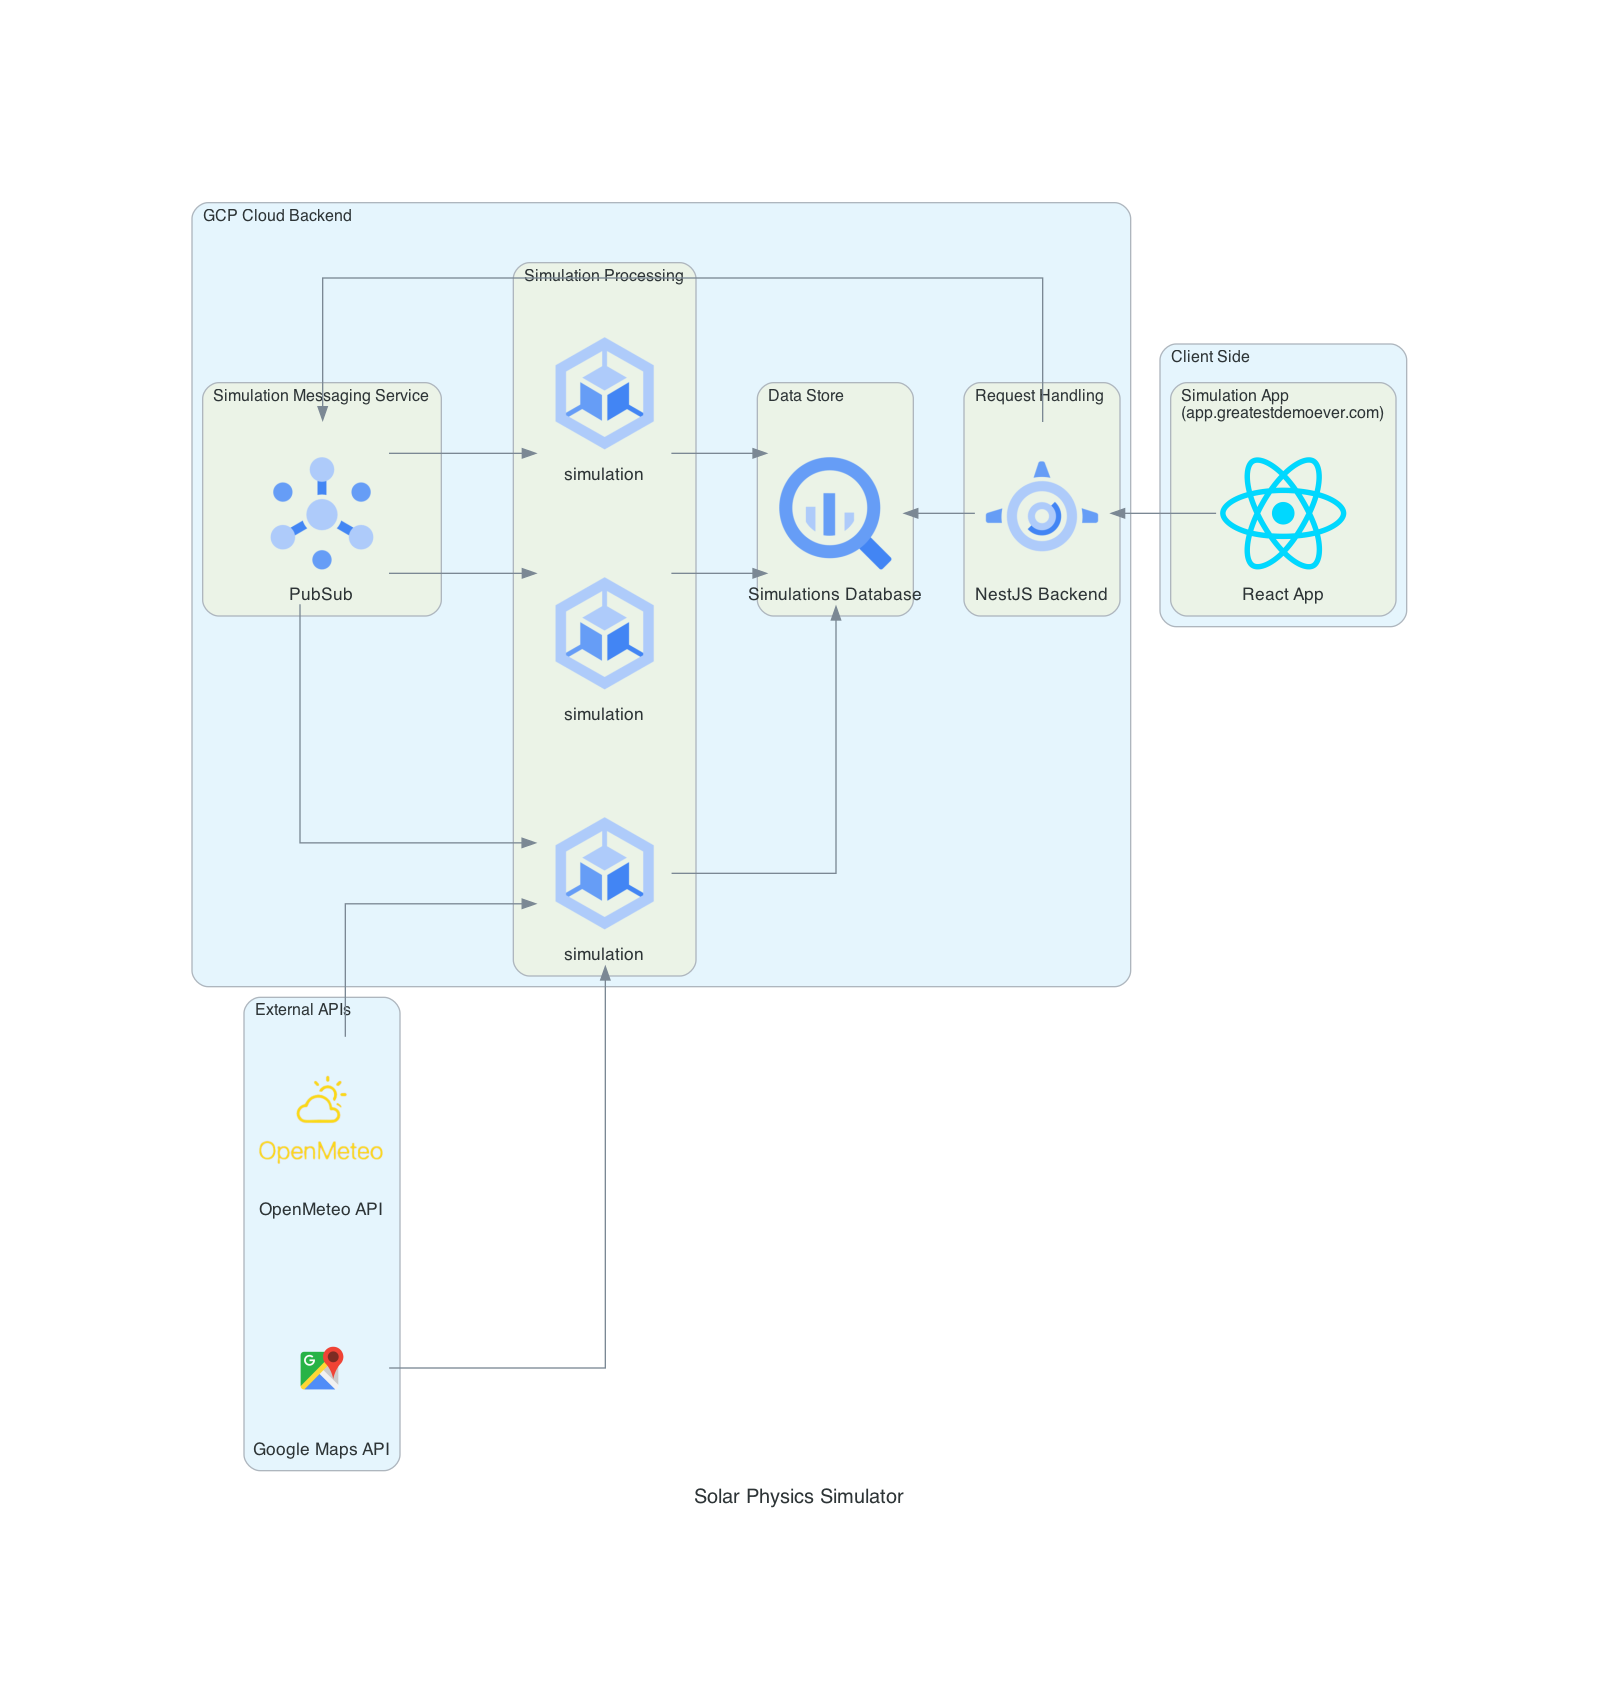 GCP Cloud Backend
Simulation Processing
simulation
simulation
simulation
Simulation Messaging Service
PubSub
Data Store
Simulations Database
Request Handling
NestJS Backend
Client Side
Simulation App
(app.greatestdemoever.com)
React App
External APIs
OpenMeteo
OpenMeteo API
G
Google Maps API
Solar Physics Simulator